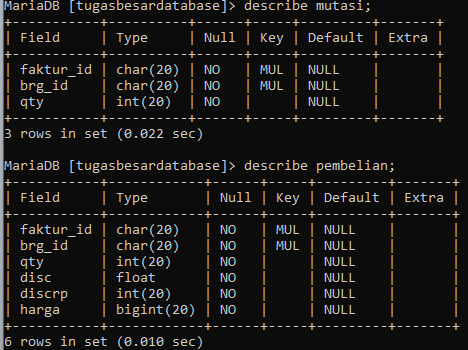 MariaDB [tugasbesardatabase]> describe mutasi;
+-----------+----------+------+-----+---------+-------+
| Field     | Type     | Null | Key | Default | Extra |
+-----------+----------+------+-----+---------+-------+
| faktur_id | char(20) | NO   | MUL | NULL    |       |
| brg_id    | char(20) | NO   | MUL | NULL    |       |
| qty       | int(20)  | NO   |     | NULL    |       |
+-----------+----------+------+-----+---------+-------+
3 rows in set (0.022 sec)

MariaDB [tugasbesardatabase]> describe pembelian;
+-----------+------------+------+-----+---------+-------+
| Field     | Type       | Null | Key | Default | Extra |
+-----------+------------+------+-----+---------+-------+
| faktur_id | char(20)   | NO   | MUL | NULL    |       |
| brg_id    | char(20)   | NO   | MUL | NULL    |       |
| qty       | int(20)    | NO   |     | NULL    |       |
| disc      | float      | NO   |     | NULL    |       |
| discrp    | int(20)    | NO   |     | NULL    |       |
| harga     | bigint(20) | NO   |     | NULL    |       |
+-----------+------------+------+-----+---------+-------+
6 rows in set (0.010 sec)